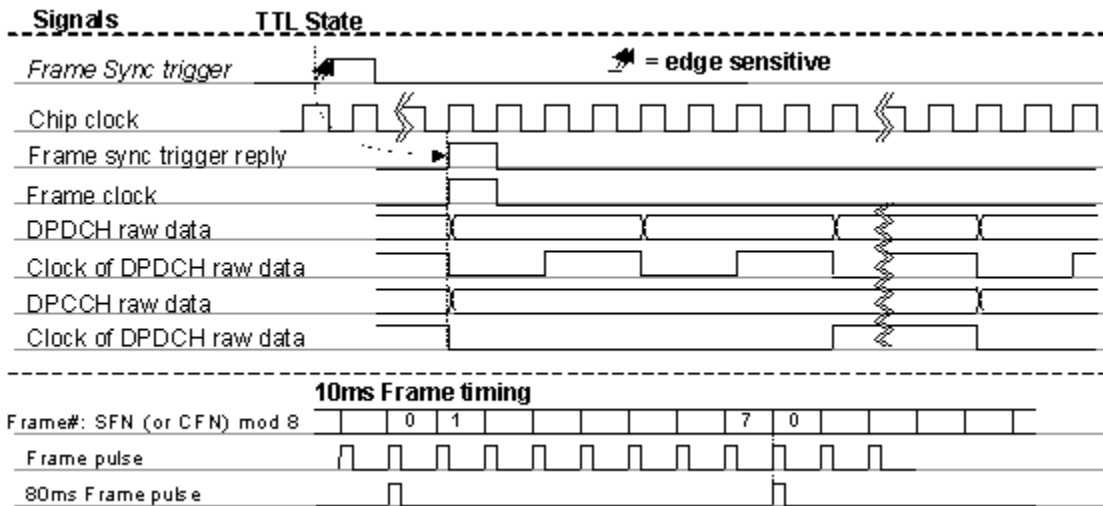 Signals TTL State
Frame Sync trigger = edge sensitive
Chip clock
Frame sync trigger reply
Frame clock
DPDCH raw data
Clock of DPDCH raw data
DPCCH raw data
Clock of DPDCH raw data
10ms Frame timing
Frame#: SFN (or CFN) mod 8 0 1 7 0
Frame pulse
80ms Frame pulse